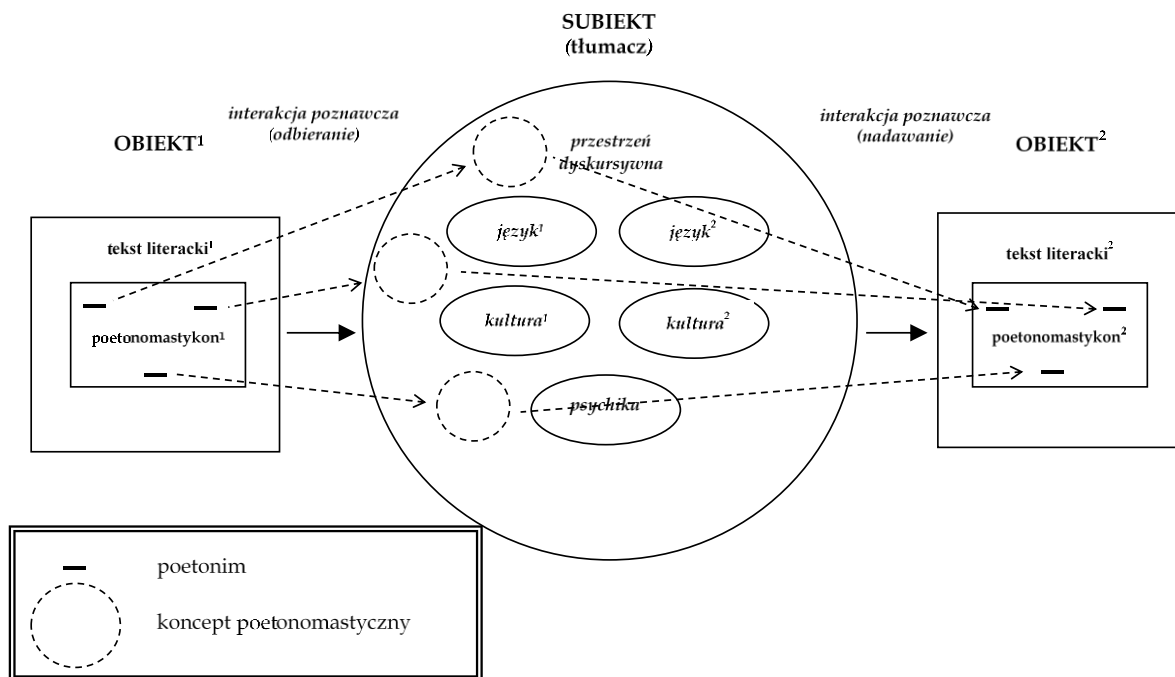 SUBIEKT
(tłumacz)
interakcja poznawcza
(odbieranie)
OBIEKT¹
przestrzeń
dyskursywna
interakcja poznawcza
(nadawanie)
OBIEKT²
tekst literacki¹
poetonomastykon¹
język¹
język²
kultura¹
kultura²
psychika
tekst literacki²
poetonomastykon²
poetonim
koncept poetonomastyczny